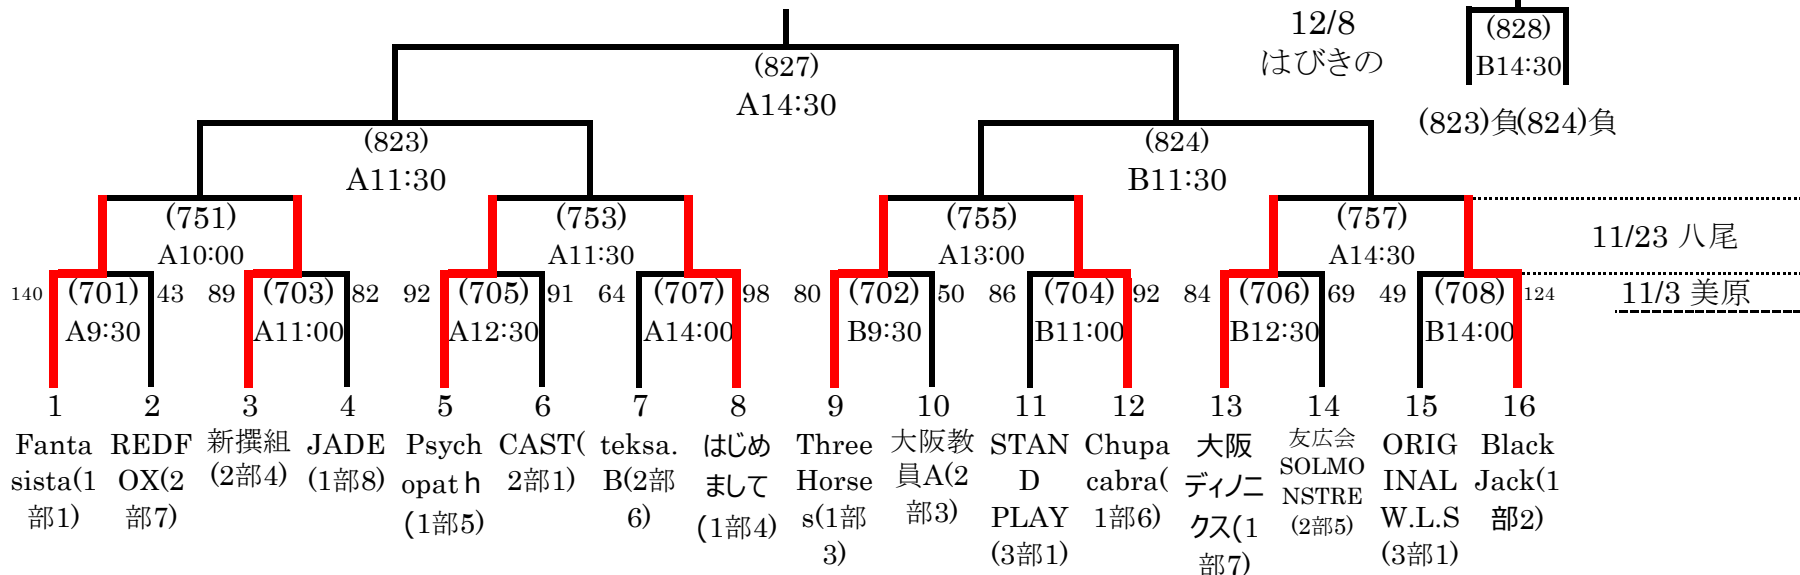 12/8
はびきの
(828)
B14:30
(823)負(824)負
(827)
A14:30
(823)
A11:30
(824)
B11:30
(751)
A10:00
(753)
A11:30
(755)
A13:00
(757)
A14:30
11/23 八尾
140 (701) 43 89 (703) 82 92 (705) 91 64 (707) 98 80 (702) 50 86 (704) 92 84 (706) 69 49 (708) 124
11/3 美原
A9:30 A11:00 A12:30 A14:00 B9:30 B11:00 B12:30 B14:00
1 2 3 4 5 6 7 8 9 10 11 12 13 14 15 16
Fanta
sista(1
部1)
REDF
OX(2
部7)
新撰組
(2部4)
JADE
(1部8)
Psych
opatｈ
(1部5)
CAST(
2部1)
teksa.
B(2部
6)
はじめ
まして
(1部4)
Three
Horse
s(1部
3)
大阪教
員A(2
部3)
STAN
D
PLAY
(3部1)
Chupa
cabra(
1部6)
大阪
ディノニ
クス(1
部7)
友広会
SOLMO
NSTRE
(2部5)
ORIG
INAL
W.L.S
(3部1)
Black
Jack(1
部2)